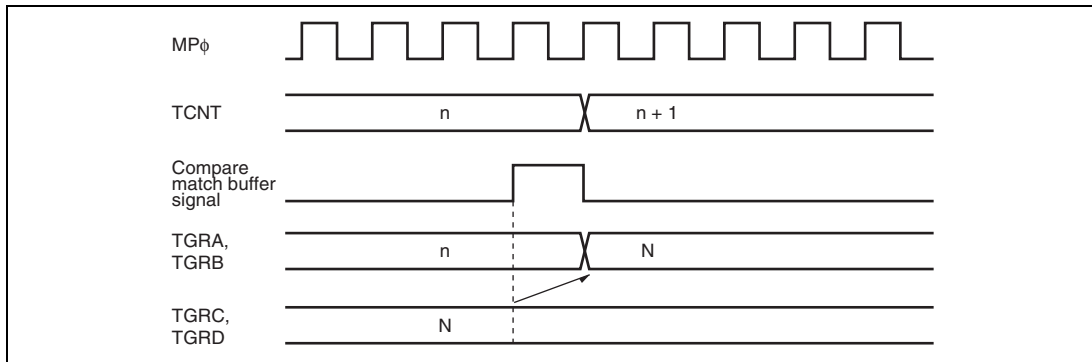 MPφ
TCNT
n
n + 1
Compare
match buffer
signal
TGRA,
TGRB
n
N
TGRC,
TGRD
N